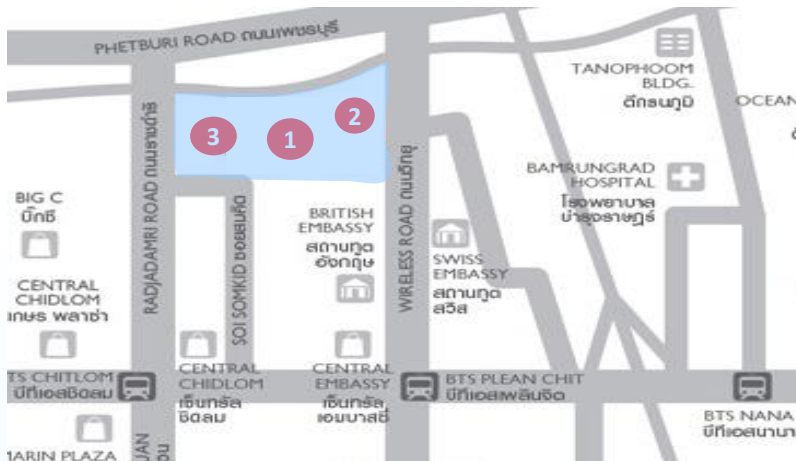 PHETBURI ROAD ถนนเพชรบุรี
TANOPHOOM
BLDG.
ตึกธนภูมิ
OCEAN
3
1
2
RADJADAMRI ROAD ถนนราชดำริ
BIG C
บิ๊กซี
BRITISH
EMBASSY
สถานทูต
อังกฤษ
SOI SOMKID ซอยสมคิด
WIRELESS ROAD ถนนวิทยุ
BAMRUNGRAD
HOSPITAL
โรงพยาบาล
บำรุงราษฎร์
SWISS
EMBASSY
สถานทูต
สวิส
CENTRAL
CHIDLOM
เกษร พลาซ่า
CENTRAL
CHIDLOM
เซ็นทรัล
ชิดลม
CENTRAL
EMBASSY
เซ็นทรัล
เอมบาสซี่
TS CHITLOM
บีทีเอสชิดลม
BTS PLEAN CHIT
บีทีเอสเพลินจิต
BTS NANA
บีทีเอสนานา
MARIN PLAZA
UAN